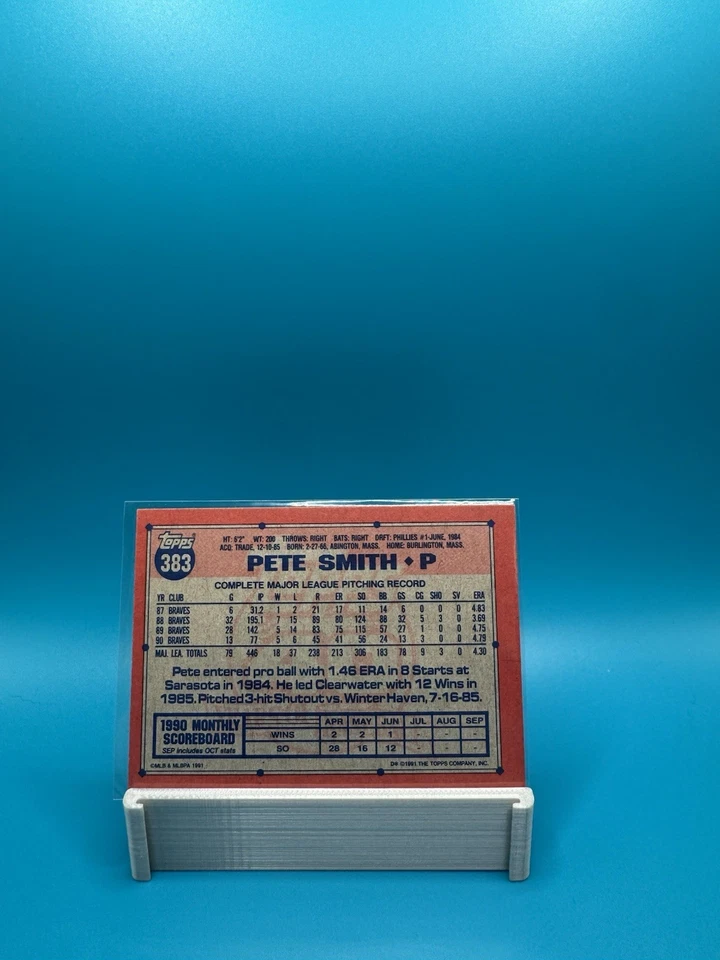 Topps
383
HT: 6'2" WT: 200 THROWS: RIGHT BATS: RIGHT DRFT: PHILLIES #1-JUNE, 1984
ACQ: TRADE, 12-10-85 BORN: 2-27-66, ABINGTON, MASS. HOME: BURLINGTON, MASS.
PETE SMITH ♦ P
COMPLETE MAJOR LEAGUE PITCHING RECORD
YR CLUB G IP W L R ER SO BB GS CG SHO SV ERA
87 BRAVES 6 31.2 1 2 21 17 11 14 6 0 0 0 4.83
88 BRAVES 32 195.1 7 15 89 80 124 88 32 5 3 0 3.69
89 BRAVES 28 142 5 14 83 75 115 57 27 1 0 0 4.75
90 BRAVES 13 77 5 6 45 41 56 24 13 3 0 0 4.79
MAJ. LEA. TOTALS 79 446 18 37 238 213 306 183 78 9 3 0 4.30
Pete entered pro ball with 1.46 ERA in 8 Starts at
Sarasota in 1984. He led Clearwater with 12 Wins in
1985. Pitched 3-hit Shutout vs. Winter Haven, 7-16-85.
1990 MONTHLY
SCOREBOARD
SEP includes OCT stats
APR MAY JUN JUL AUG SEP
WINS 2 2 1 - - -
SO 28 16 12 - - -
©MLB & MLBPA 1991
D* ©1991 THE TOPPS COMPANY, INC.